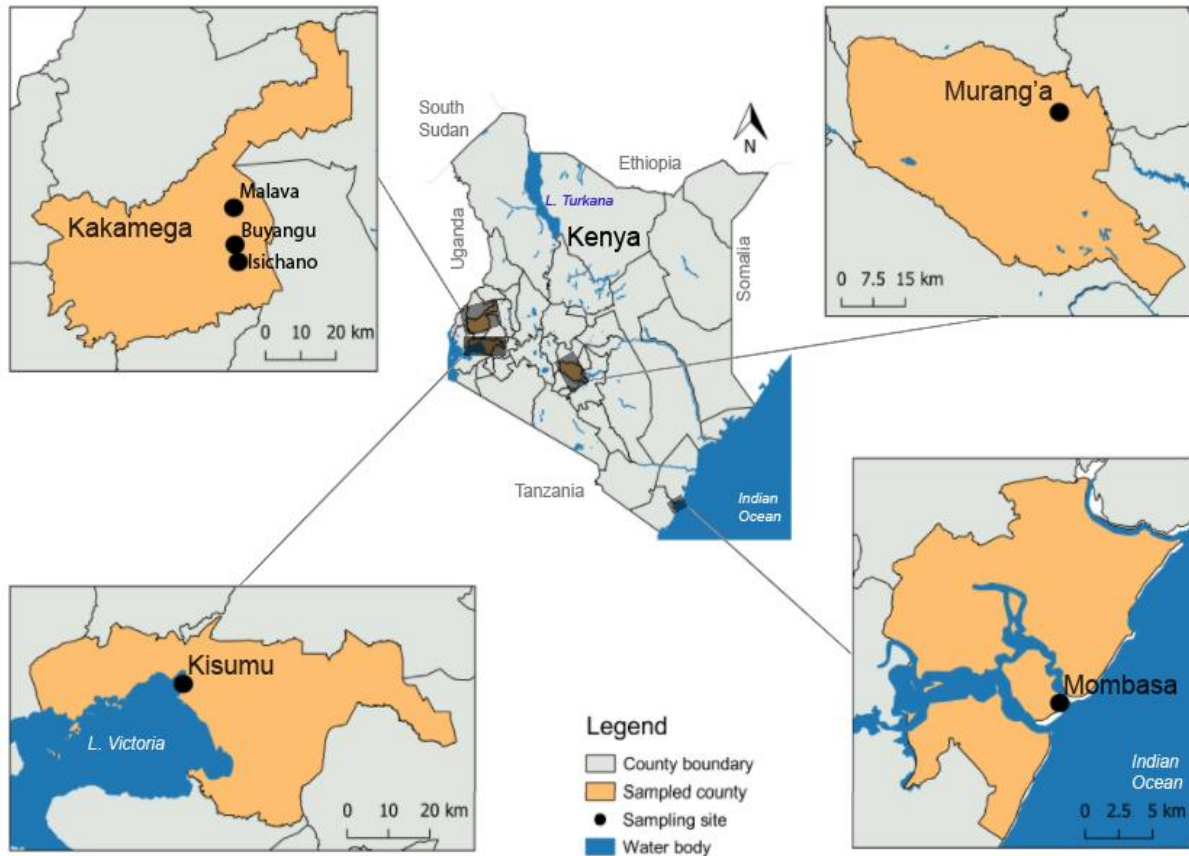 Kakamega
Malava
Buyangu
Isichano
0 10 20 km
South
Sudan
Ethiopia
N
L. Turkana
Kenya
Uganda
Somalia
Tanzania
Indian
Ocean
Murang'a
0 7.5 15 km
Kisumu
L. Victoria
0 10 20 km
Legend
County boundary
Sampled county
Sampling site
Water body
Mombasa
Indian
Ocean
0 2.5 5 km